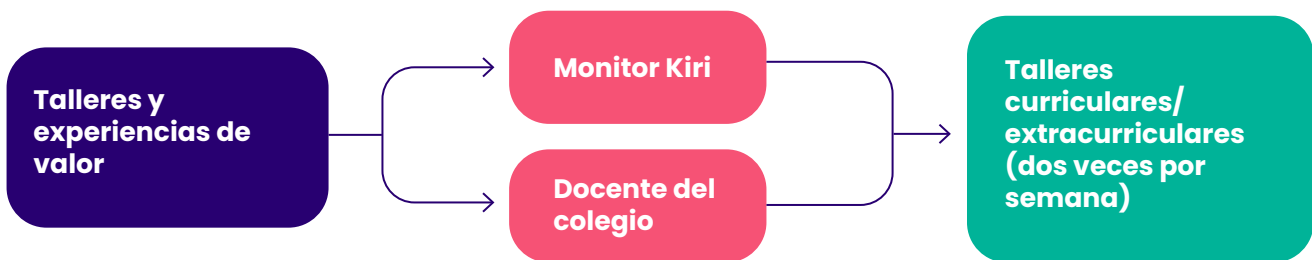 Talleres y
experiencias de
valor
Monitor Kiri
Docente del
colegio
Talleres
curriculares/
extracurriculares
(dos veces por
semana)